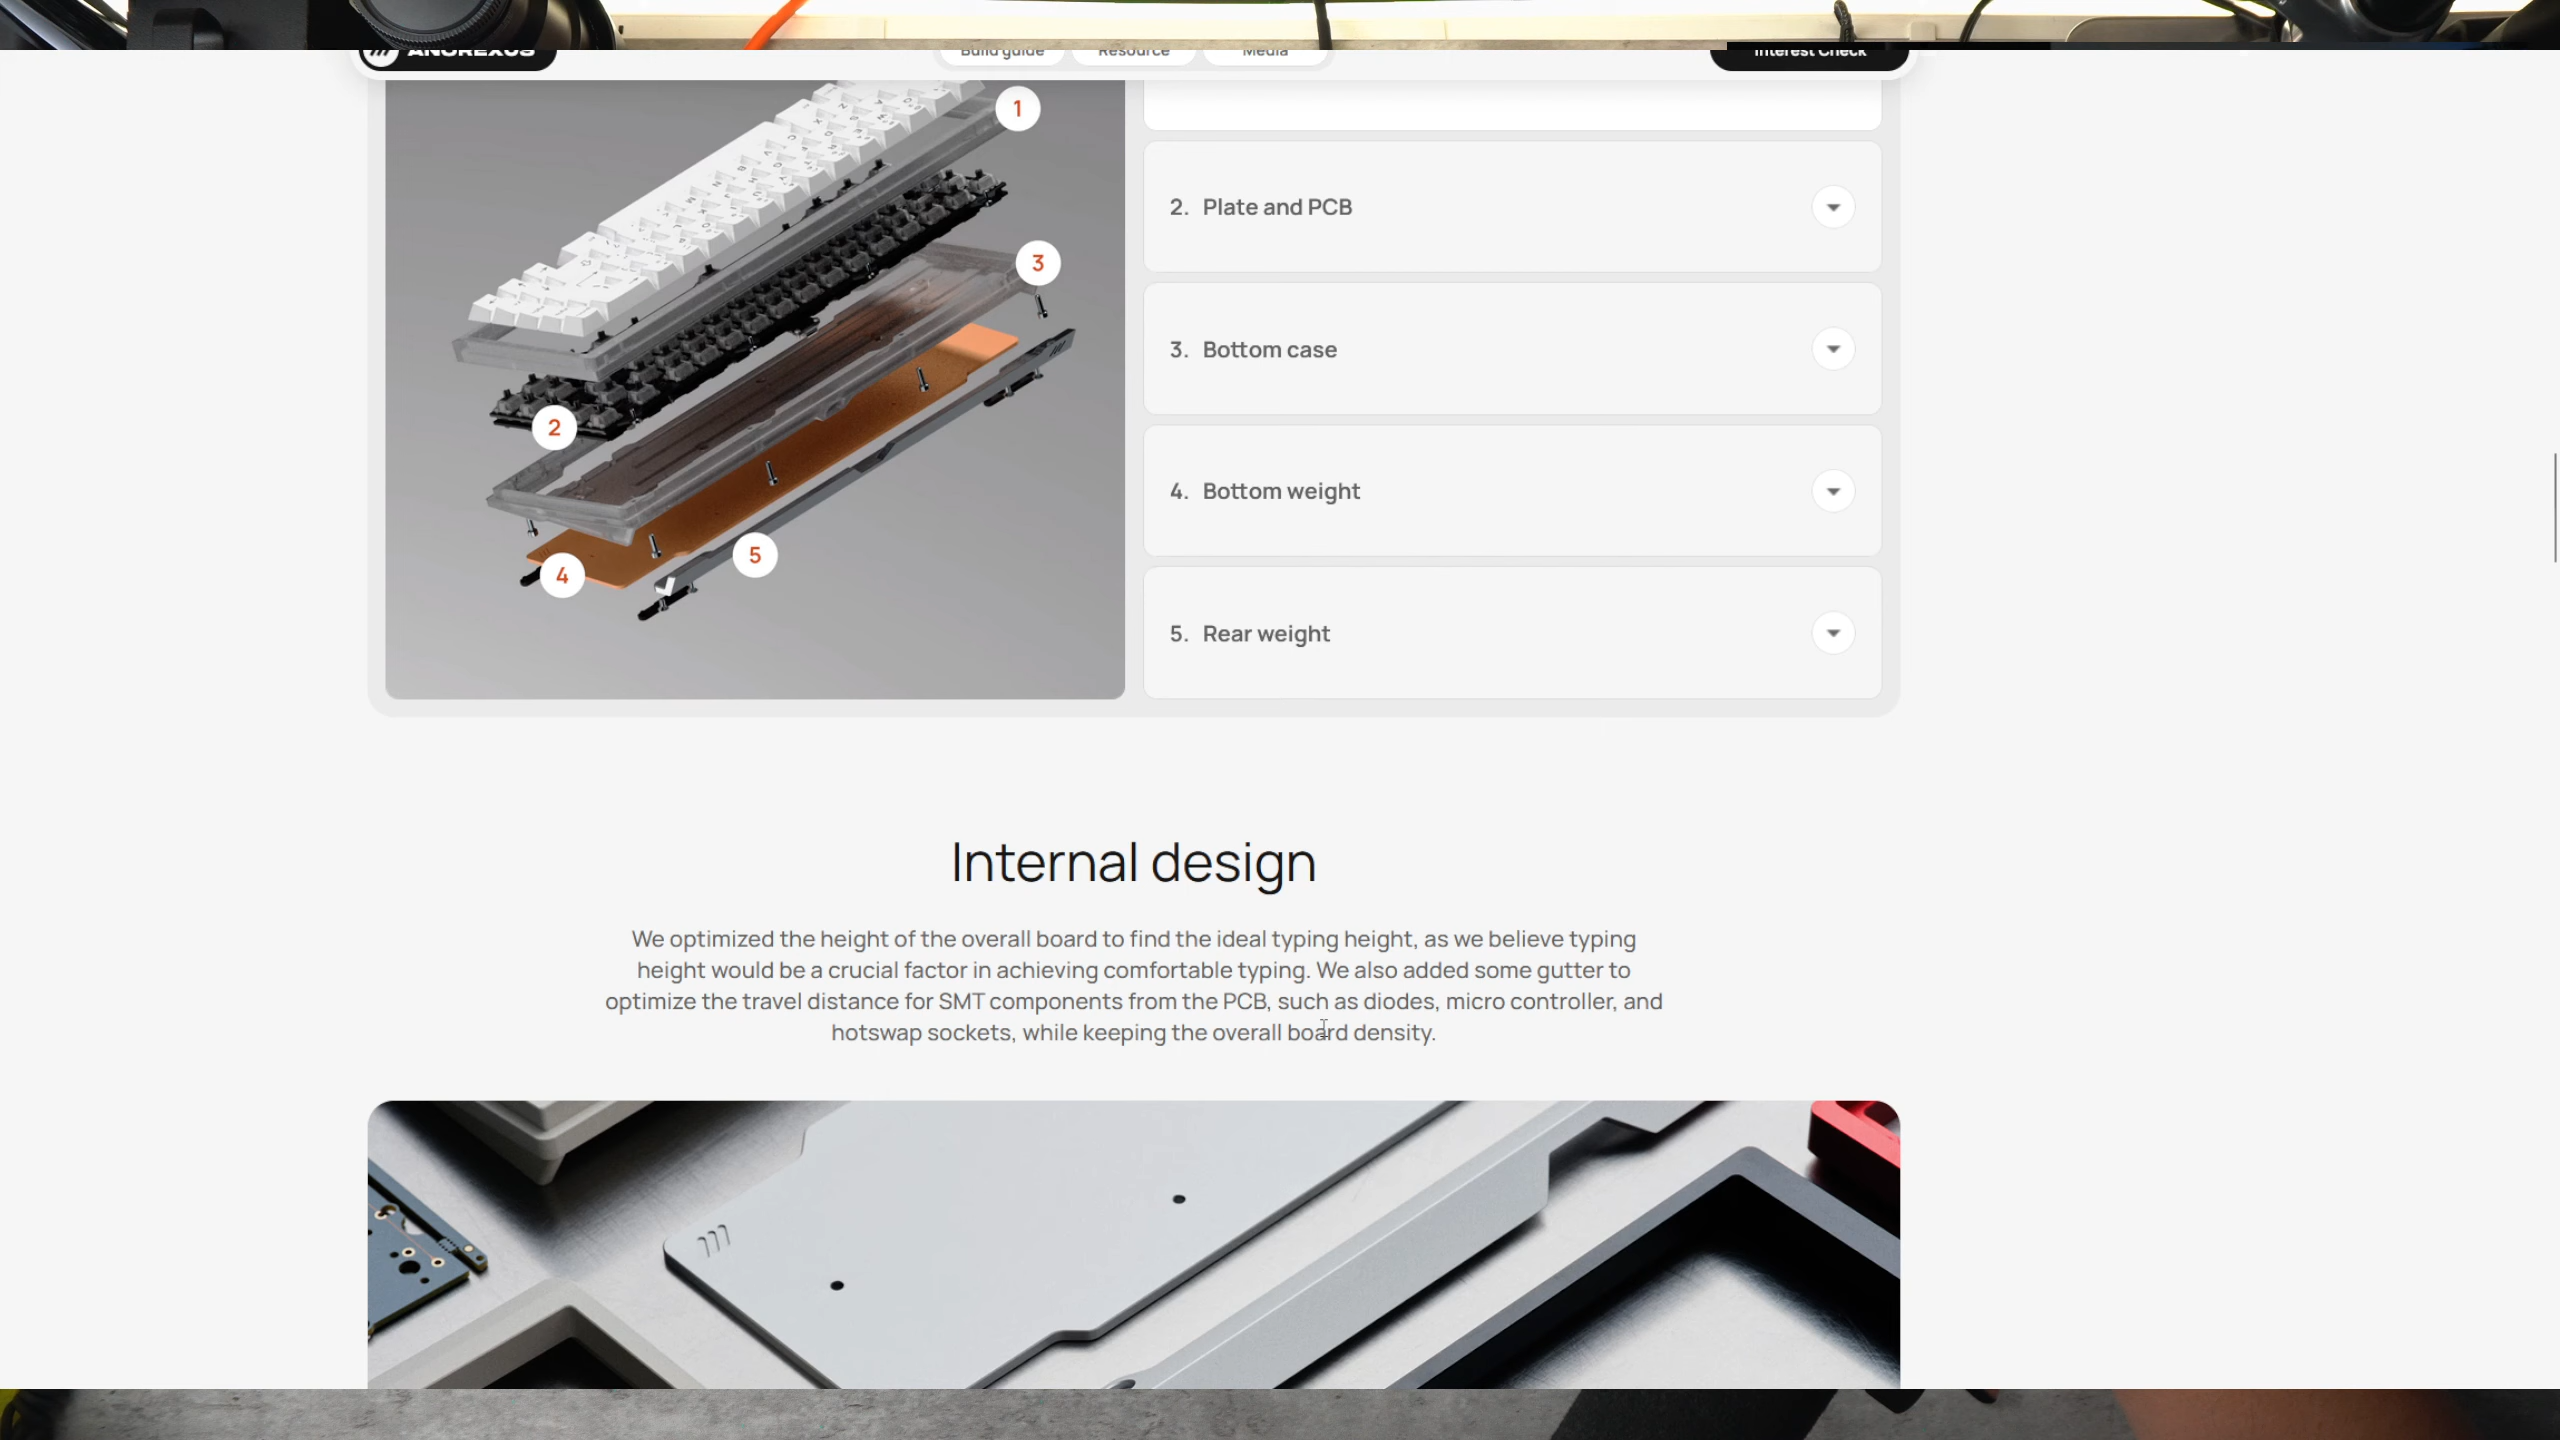 ANOREXUS
Build guide
Resource
Media
Interest Check
1
2
3
4
5
2. Plate and PCB
3. Bottom case
4. Bottom weight
5. Rear weight
Internal design
We optimized the height of the overall board to find the ideal typing height, as we believe typing
height would be a crucial factor in achieving comfortable typing. We also added some gutter to
optimize the travel distance for SMT components from the PCB, such as diodes, micro controller, and
hotswap sockets, while keeping the overall board density.